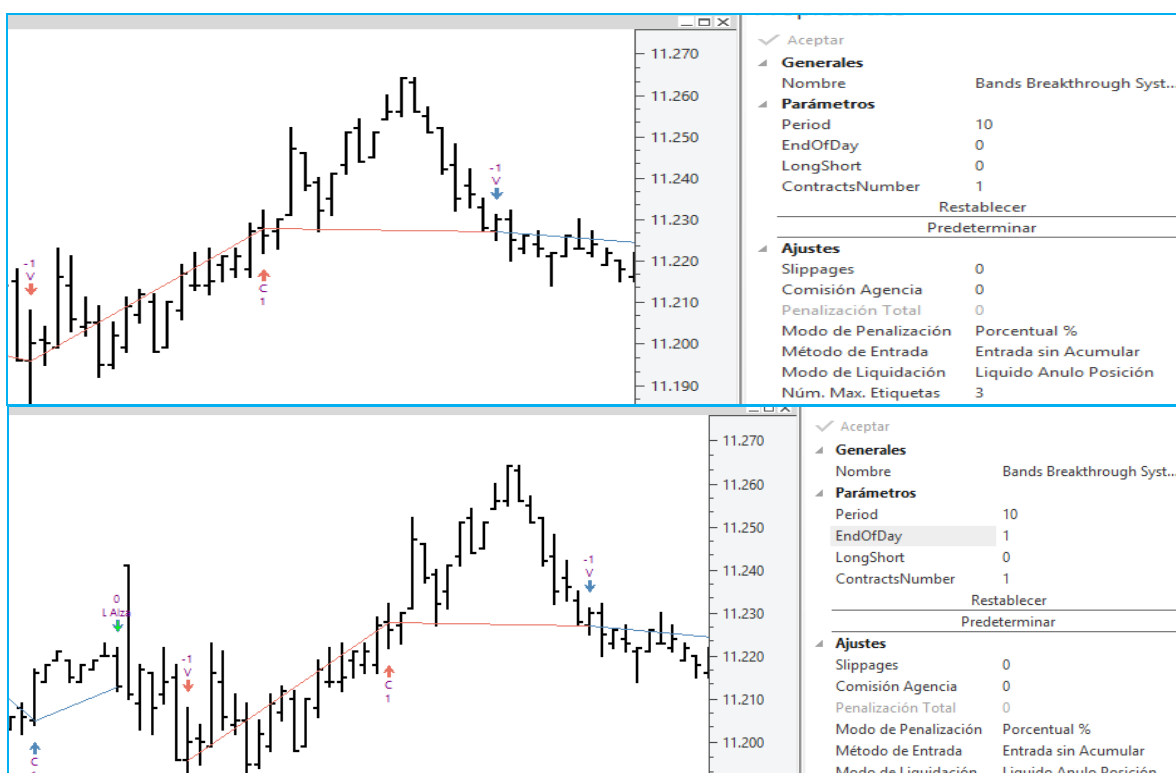 11.270
11.260
11.250
11.240
11.230
11.220
11.210
11.200
11.190
-1
V
C
1
-1
V
Aceptar
Generales
Nombre Bands Breakthrough Syst...
Parámetros
Period 10
EndOfDay 0
LongShort 0
ContractsNumber 1
Restablecer
Predeterminar
Ajustes
Slippages 0
Comisión Agencia 0
Penalización Total 0
Modo de Penalización Porcentual %
Método de Entrada Entrada sin Acumular
Modo de Liquidación Liquido Anulo Posición
Núm. Max. Etiquetas 3
11.270
11.260
11.250
11.240
11.230
11.220
11.210
11.200
C
0
L Alza
-1
V
C
1
-1
V
Aceptar
Generales
Nombre Bands Breakthrough Syst...
Parámetros
Period 10
EndOfDay 1
LongShort 0
ContractsNumber 1
Restablecer
Predeterminar
Ajustes
Slippages 0
Comisión Agencia 0
Penalización Total 0
Modo de Penalización Porcentual %
Método de Entrada Entrada sin Acumular
Modo de Liquidación Liquido Anulo Posición